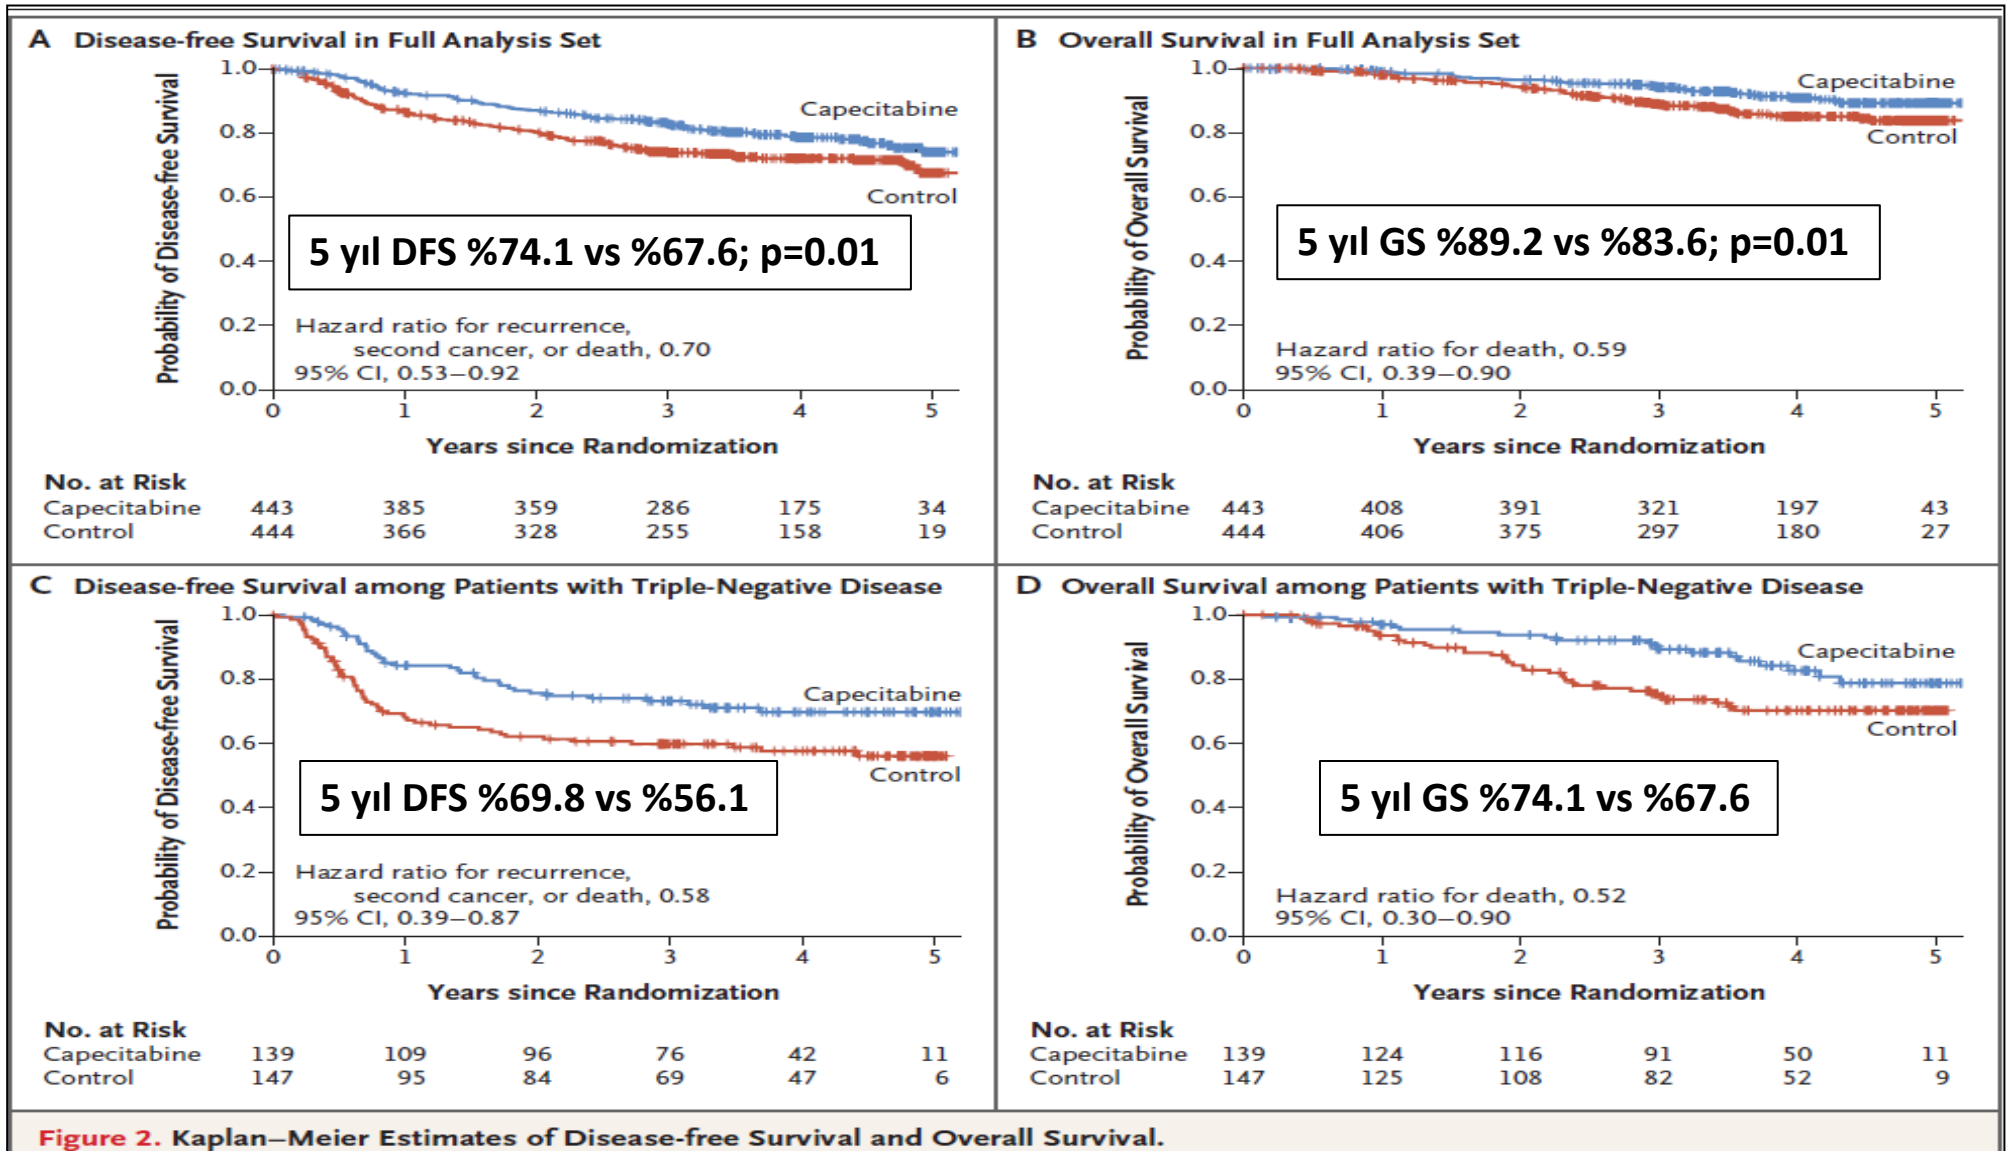 A Disease-free Survival in Full Analysis Set
1.0
0.8
0.6
0.4
0.2
0.0
Probability of Disease-free Survival
Capecitabine
Control
5 yıl DFS %74.1 vs %67.6; p=0.01
Hazard ratio for recurrence,
second cancer, or death, 0.70
95% CI, 0.53–0.92
0 1 2 3 4 5
Years since Randomization
No. at Risk
Capecitabine 443 385 359 286 175 34
Control 444 366 328 255 158 19
B Overall Survival in Full Analysis Set
1.0
0.8
0.6
0.4
0.2
0.0
Probability of Overall Survival
Capecitabine
Control
5 yıl GS %89.2 vs %83.6; p=0.01
Hazard ratio for death, 0.59
95% CI, 0.39–0.90
0 1 2 3 4 5
Years since Randomization
No. at Risk
Capecitabine 443 408 391 321 197 43
Control 444 406 375 297 180 27
C Disease-free Survival among Patients with Triple-Negative Disease
1.0
0.8
0.6
0.4
0.2
0.0
Probability of Disease-free Survival
Capecitabine
Control
5 yıl DFS %69.8 vs %56.1
Hazard ratio for recurrence,
second cancer, or death, 0.58
95% CI, 0.39–0.87
0 1 2 3 4 5
Years since Randomization
No. at Risk
Capecitabine 139 109 96 76 42 11
Control 147 95 84 69 47 6
D Overall Survival among Patients with Triple-Negative Disease
1.0
0.8
0.6
0.4
0.2
0.0
Probability of Overall Survival
Capecitabine
Control
5 yıl GS %74.1 vs %67.6
Hazard ratio for death, 0.52
95% CI, 0.30–0.90
0 1 2 3 4 5
Years since Randomization
No. at Risk
Capecitabine 139 124 116 91 50 11
Control 147 125 108 82 52 9
Figure 2. Kaplan–Meier Estimates of Disease-free Survival and Overall Survival.